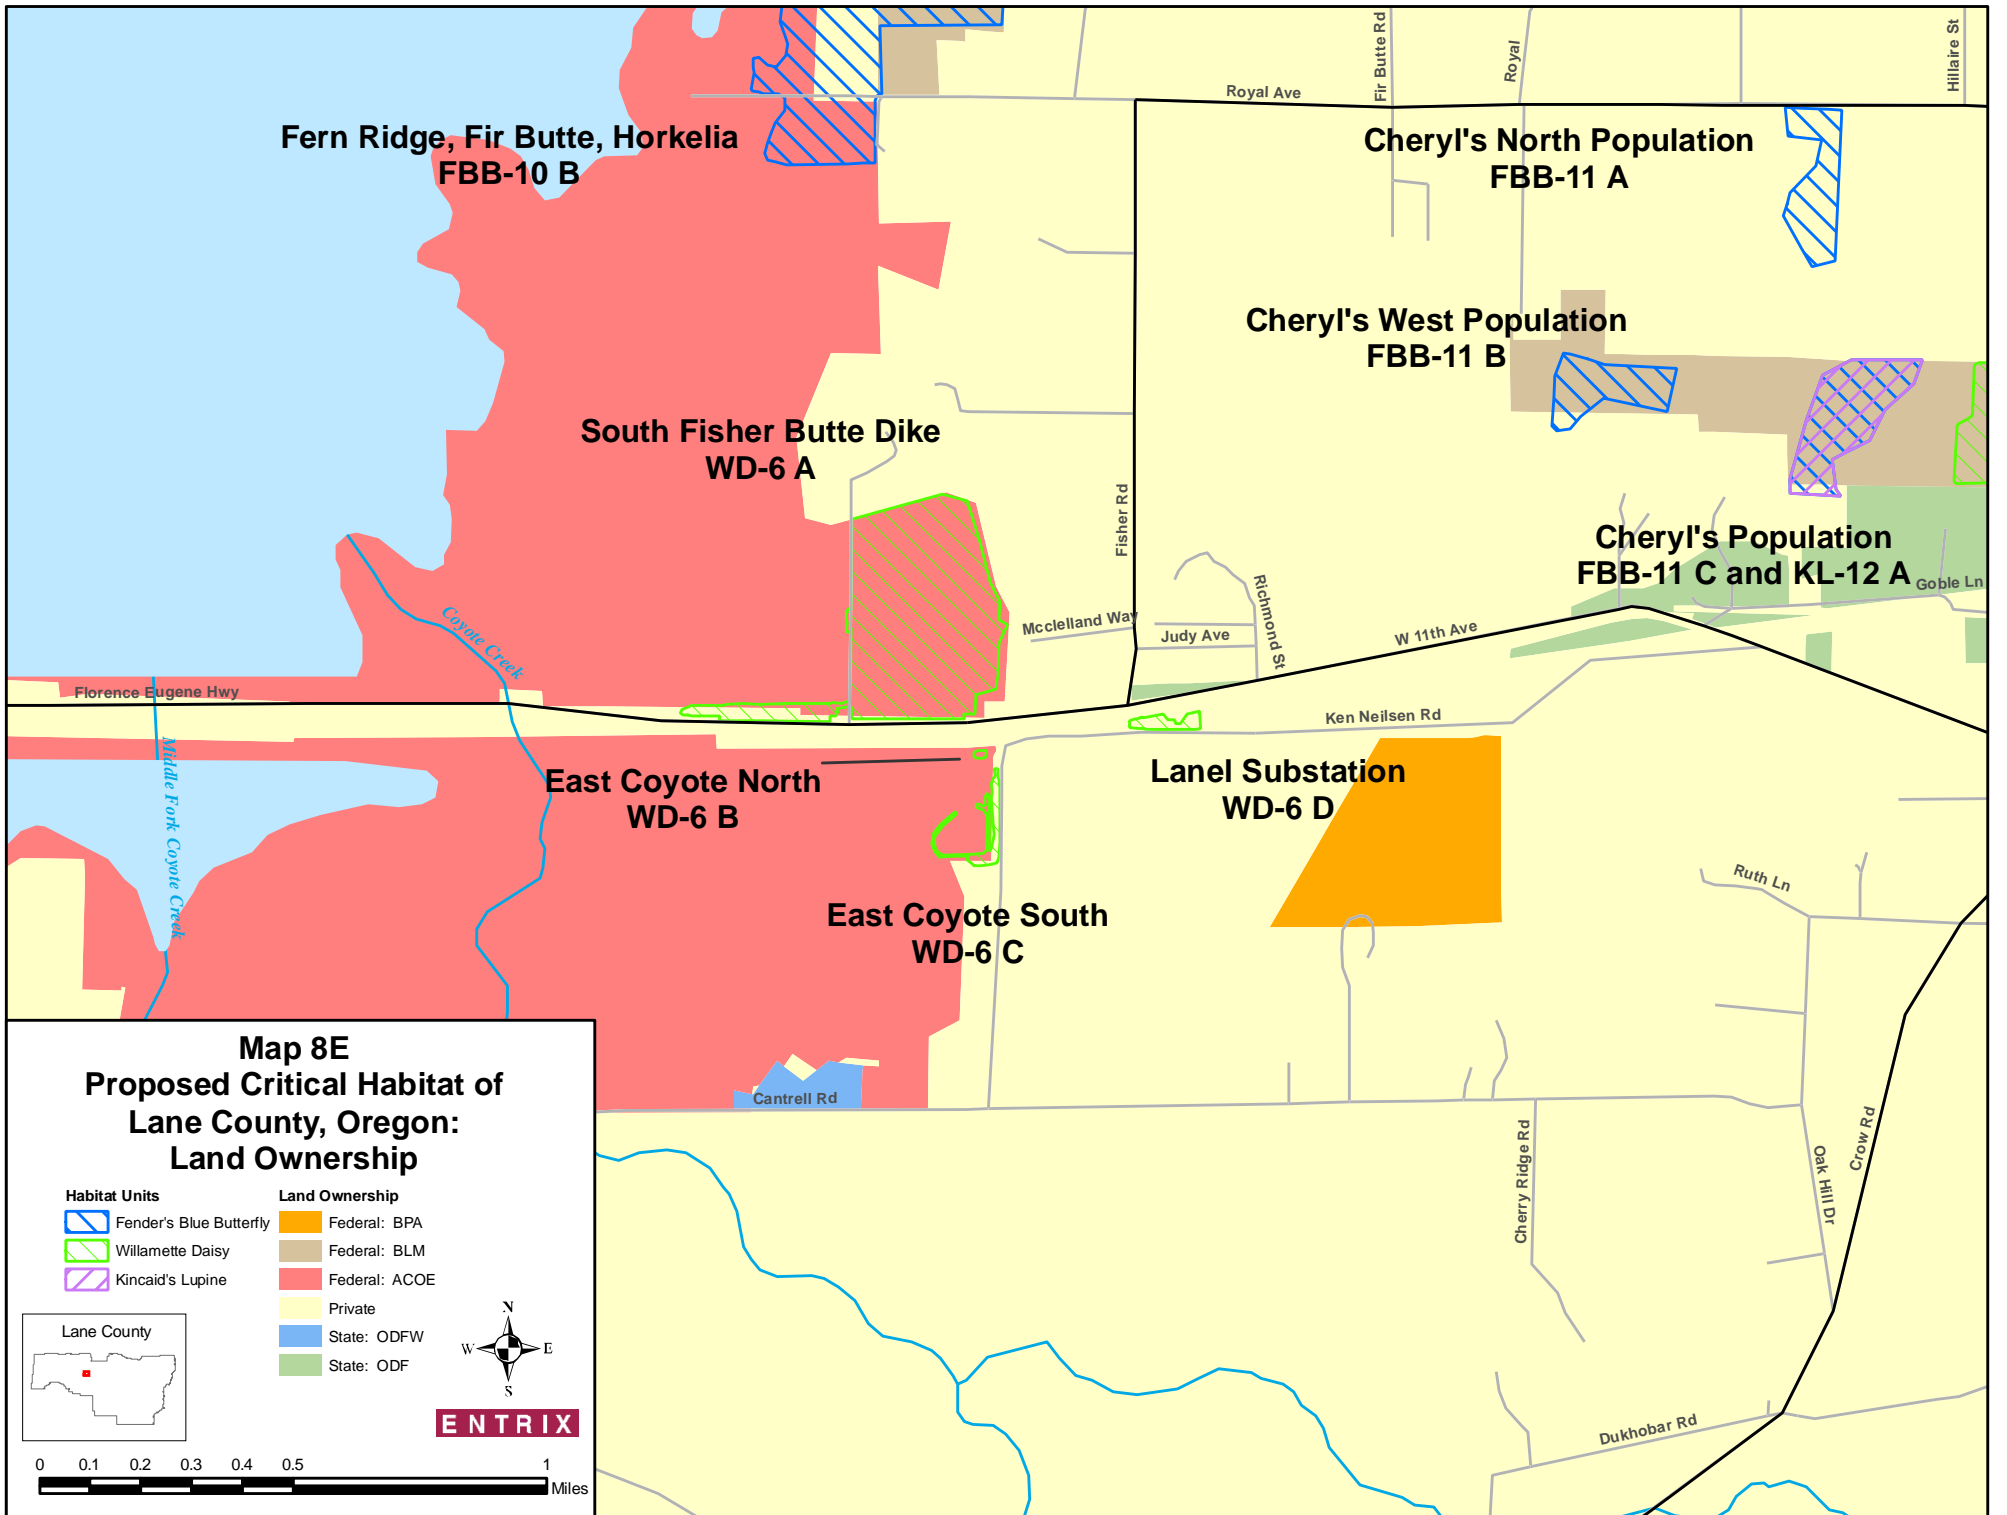 Royal Ave
Fir Butte Rd
Royal
Hillaire St
Fern Ridge, Fir Butte, Horkelia
FBB-10 B
Cheryl's North Population
FBB-11 A
Cheryl's West Population
FBB-11 B
South Fisher Butte Dike
WD-6 A
Fisher Rd
Cheryl's Population
FBB-11 C and KL-12 A
Goble Ln
Coyote Creek
Mcclelland Way
Judy Ave
Richmond St
W 11th Ave
Florence Eugene Hwy
Ken Neilsen Rd
Middle Fork Coyote Creek
East Coyote North
WD-6 B
Lanel Substation
WD-6 D
Ruth Ln
East Coyote South
WD-6 C
Cantrell Rd
Cherry Ridge Rd
Oak Hill Dr
Crow Rd
Dukhobar Rd
Map 8E
Proposed Critical Habitat of
Lane County, Oregon:
Land Ownership
Habitat Units
Fender's Blue Butterfly
Willamette Daisy
Kincaid's Lupine
Land Ownership
Federal: BPA
Federal: BLM
Federal: ACOE
Private
State: ODFW
State: ODF
Lane County
N
W E
S
ENTRIX
0 0.1 0.2 0.3 0.4 0.5 1
Miles